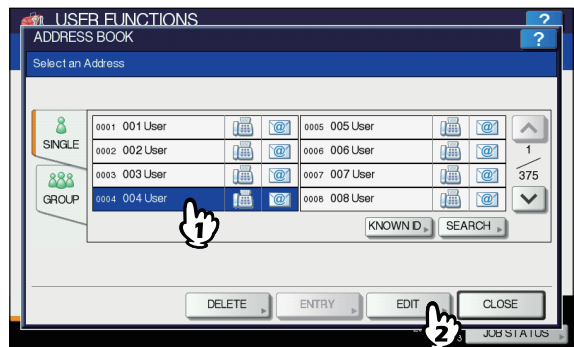 USER FUNCTIONS ?
ADDRESS BOOK ?
Select an Address
SINGLE
GROUP
0001 001 User
0002 002 User
0003 003 User
0004 004 User
0005 005 User
0006 006 User
0007 007 User
0008 008 User
1
375
1
KNOWN ID
SEARCH
DELETE
ENTRY
EDIT
CLOSE
2
JOB STATUS